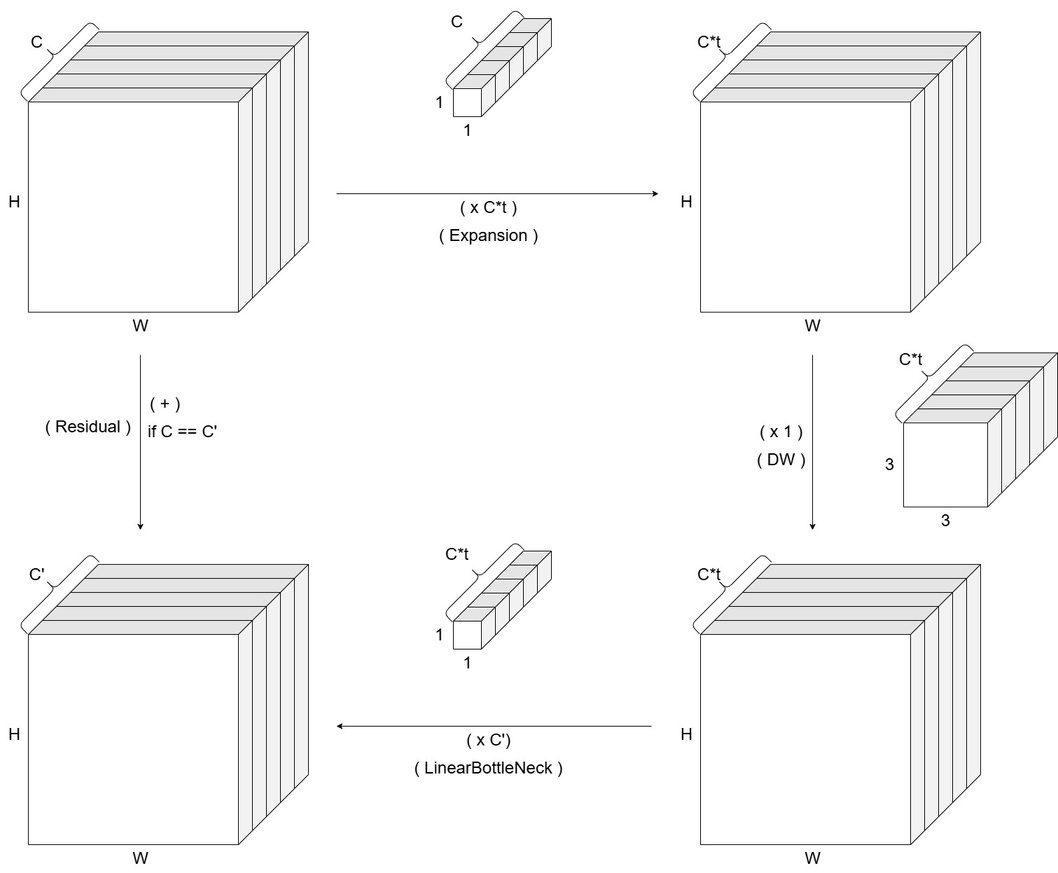 C
H
W
C
1
1
( x C*t )
( Expansion )
C*t
H
W
( Residual )
( + )
if C == C'
( x 1 )
( DW )
C*t
3
3
C'
H
W
C*t
1
1
( x C')
( LinearBottleNeck )
C*t
H
W